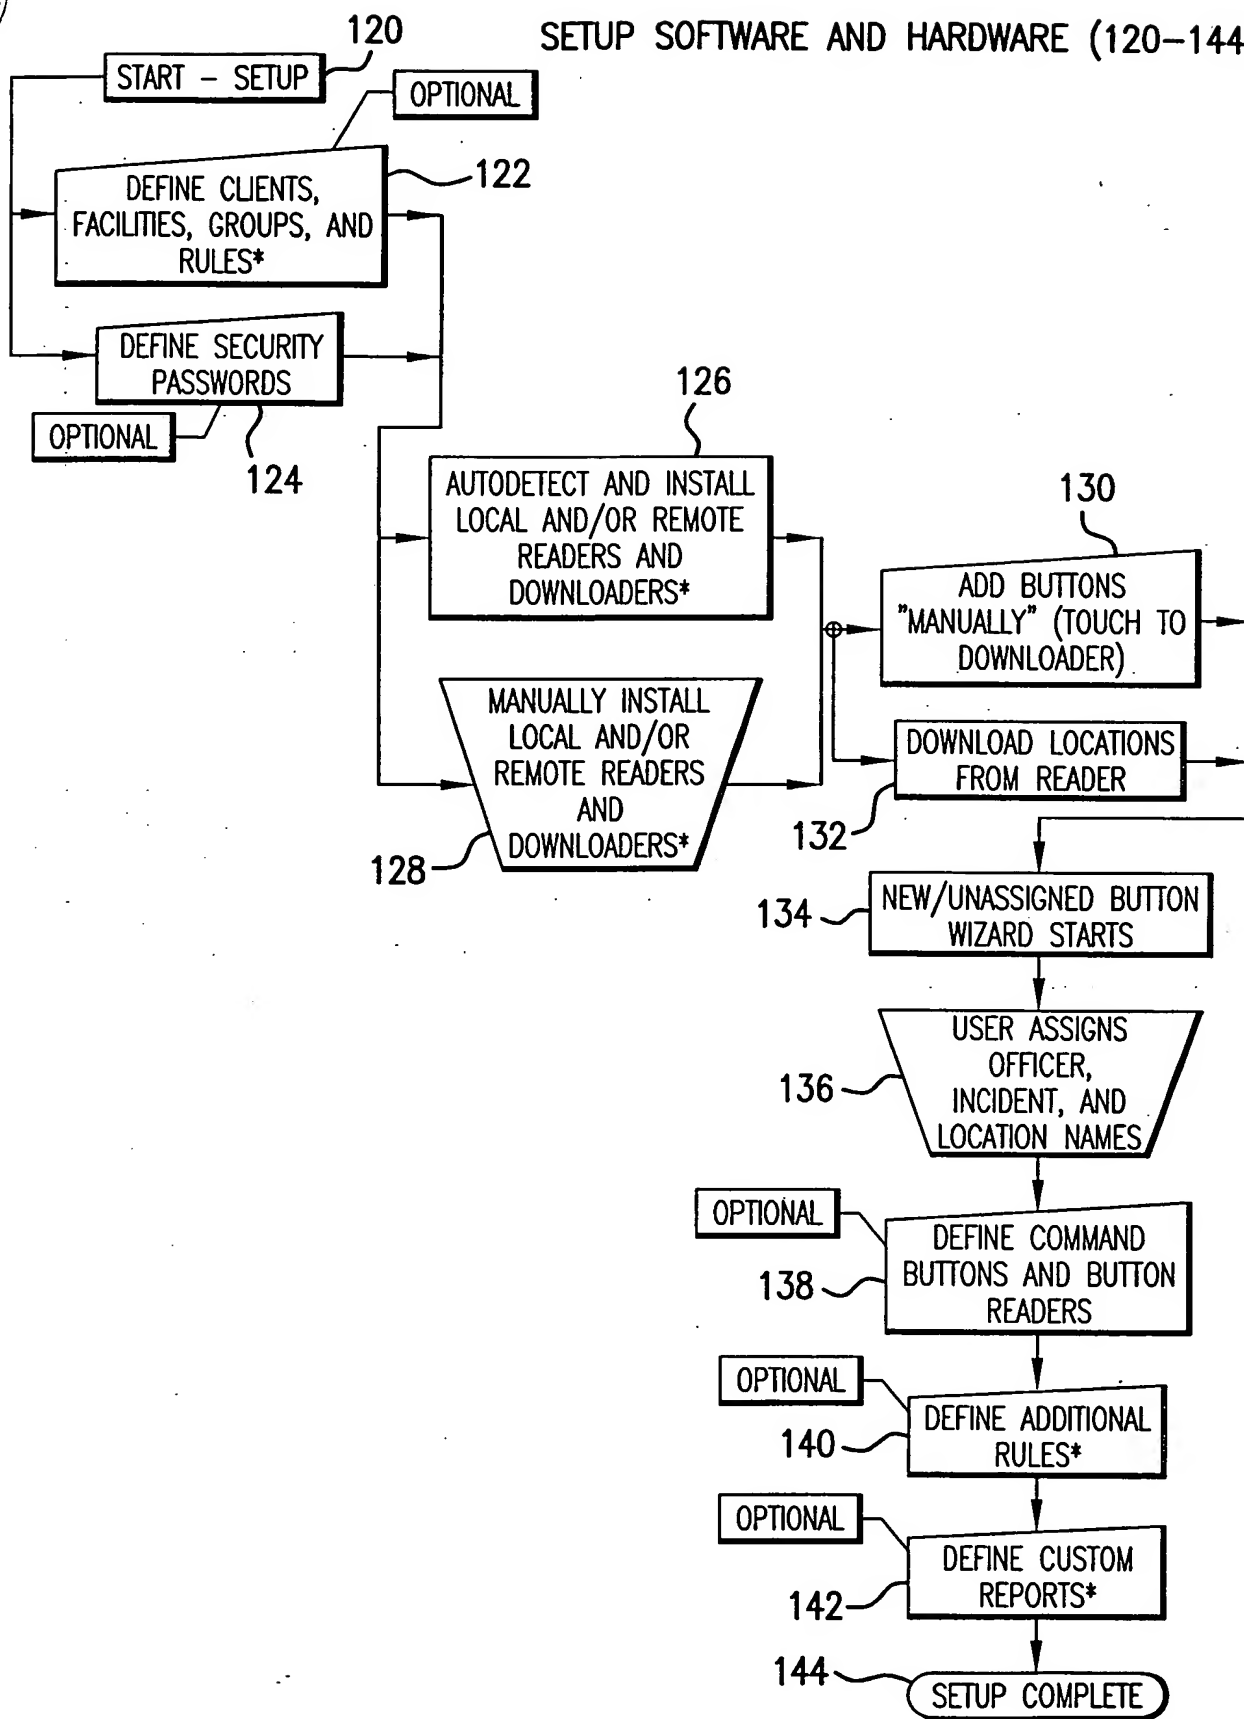 SETUP SOFTWARE AND HARDWARE (120-144
120
START - SETUP
OPTIONAL
122
DEFINE CLIENTS,
FACILITIES, GROUPS, AND
RULES*
DEFINE SECURITY
PASSWORDS
OPTIONAL
124
126
AUTODETECT AND INSTALL
LOCAL AND/OR REMOTE
READERS AND
DOWNLOADERS*
MANUALLY INSTALL
LOCAL AND/OR
REMOTE READERS
AND
DOWNLOADERS*
128
130
ADD BUTTONS
"MANUALLY" (TOUCH TO
DOWNLOADER)
DOWNLOAD LOCATIONS
FROM READER
132
134
NEW/UNASSIGNED BUTTON
WIZARD STARTS
136
USER ASSIGNS
OFFICER,
INCIDENT, AND
LOCATION NAMES
OPTIONAL
138
DEFINE COMMAND
BUTTONS AND BUTTON
READERS
OPTIONAL
140
DEFINE ADDITIONAL
RULES*
OPTIONAL
142
DEFINE CUSTOM
REPORTS*
144
SETUP COMPLETE